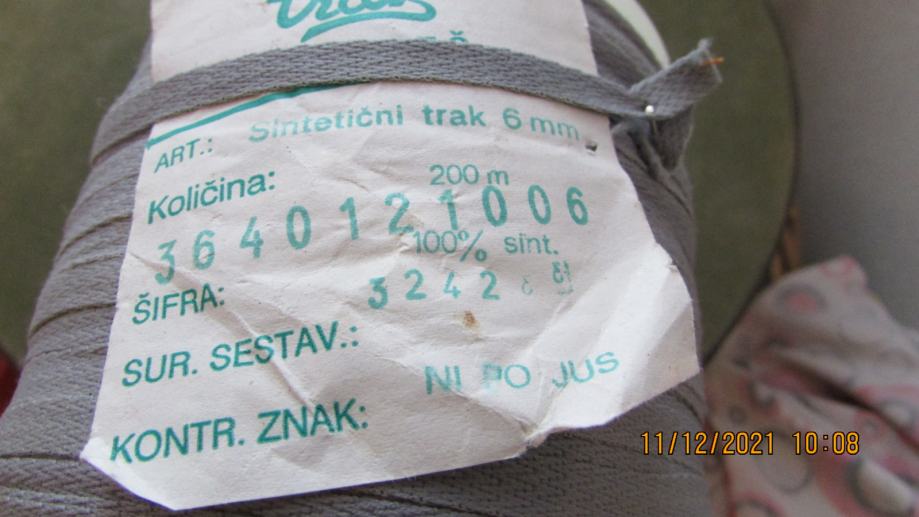 ART.: Sintetični trak 6 mm
Količina: 200 m
3640121006
100% sint.
ŠIFRA: 3242
SUR. SESTAV.:
NI PO JUS
KONTR. ZNAK:
11/12/2021 10:08